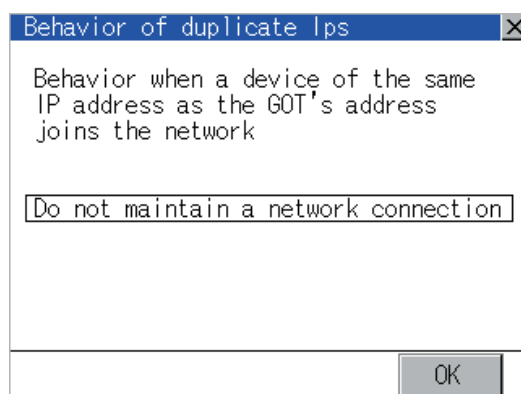 Behavior of duplicate Ips
Behavior when a device of the same
IP address as the GOT's address
joins the network
Do not maintain a network connection
OK